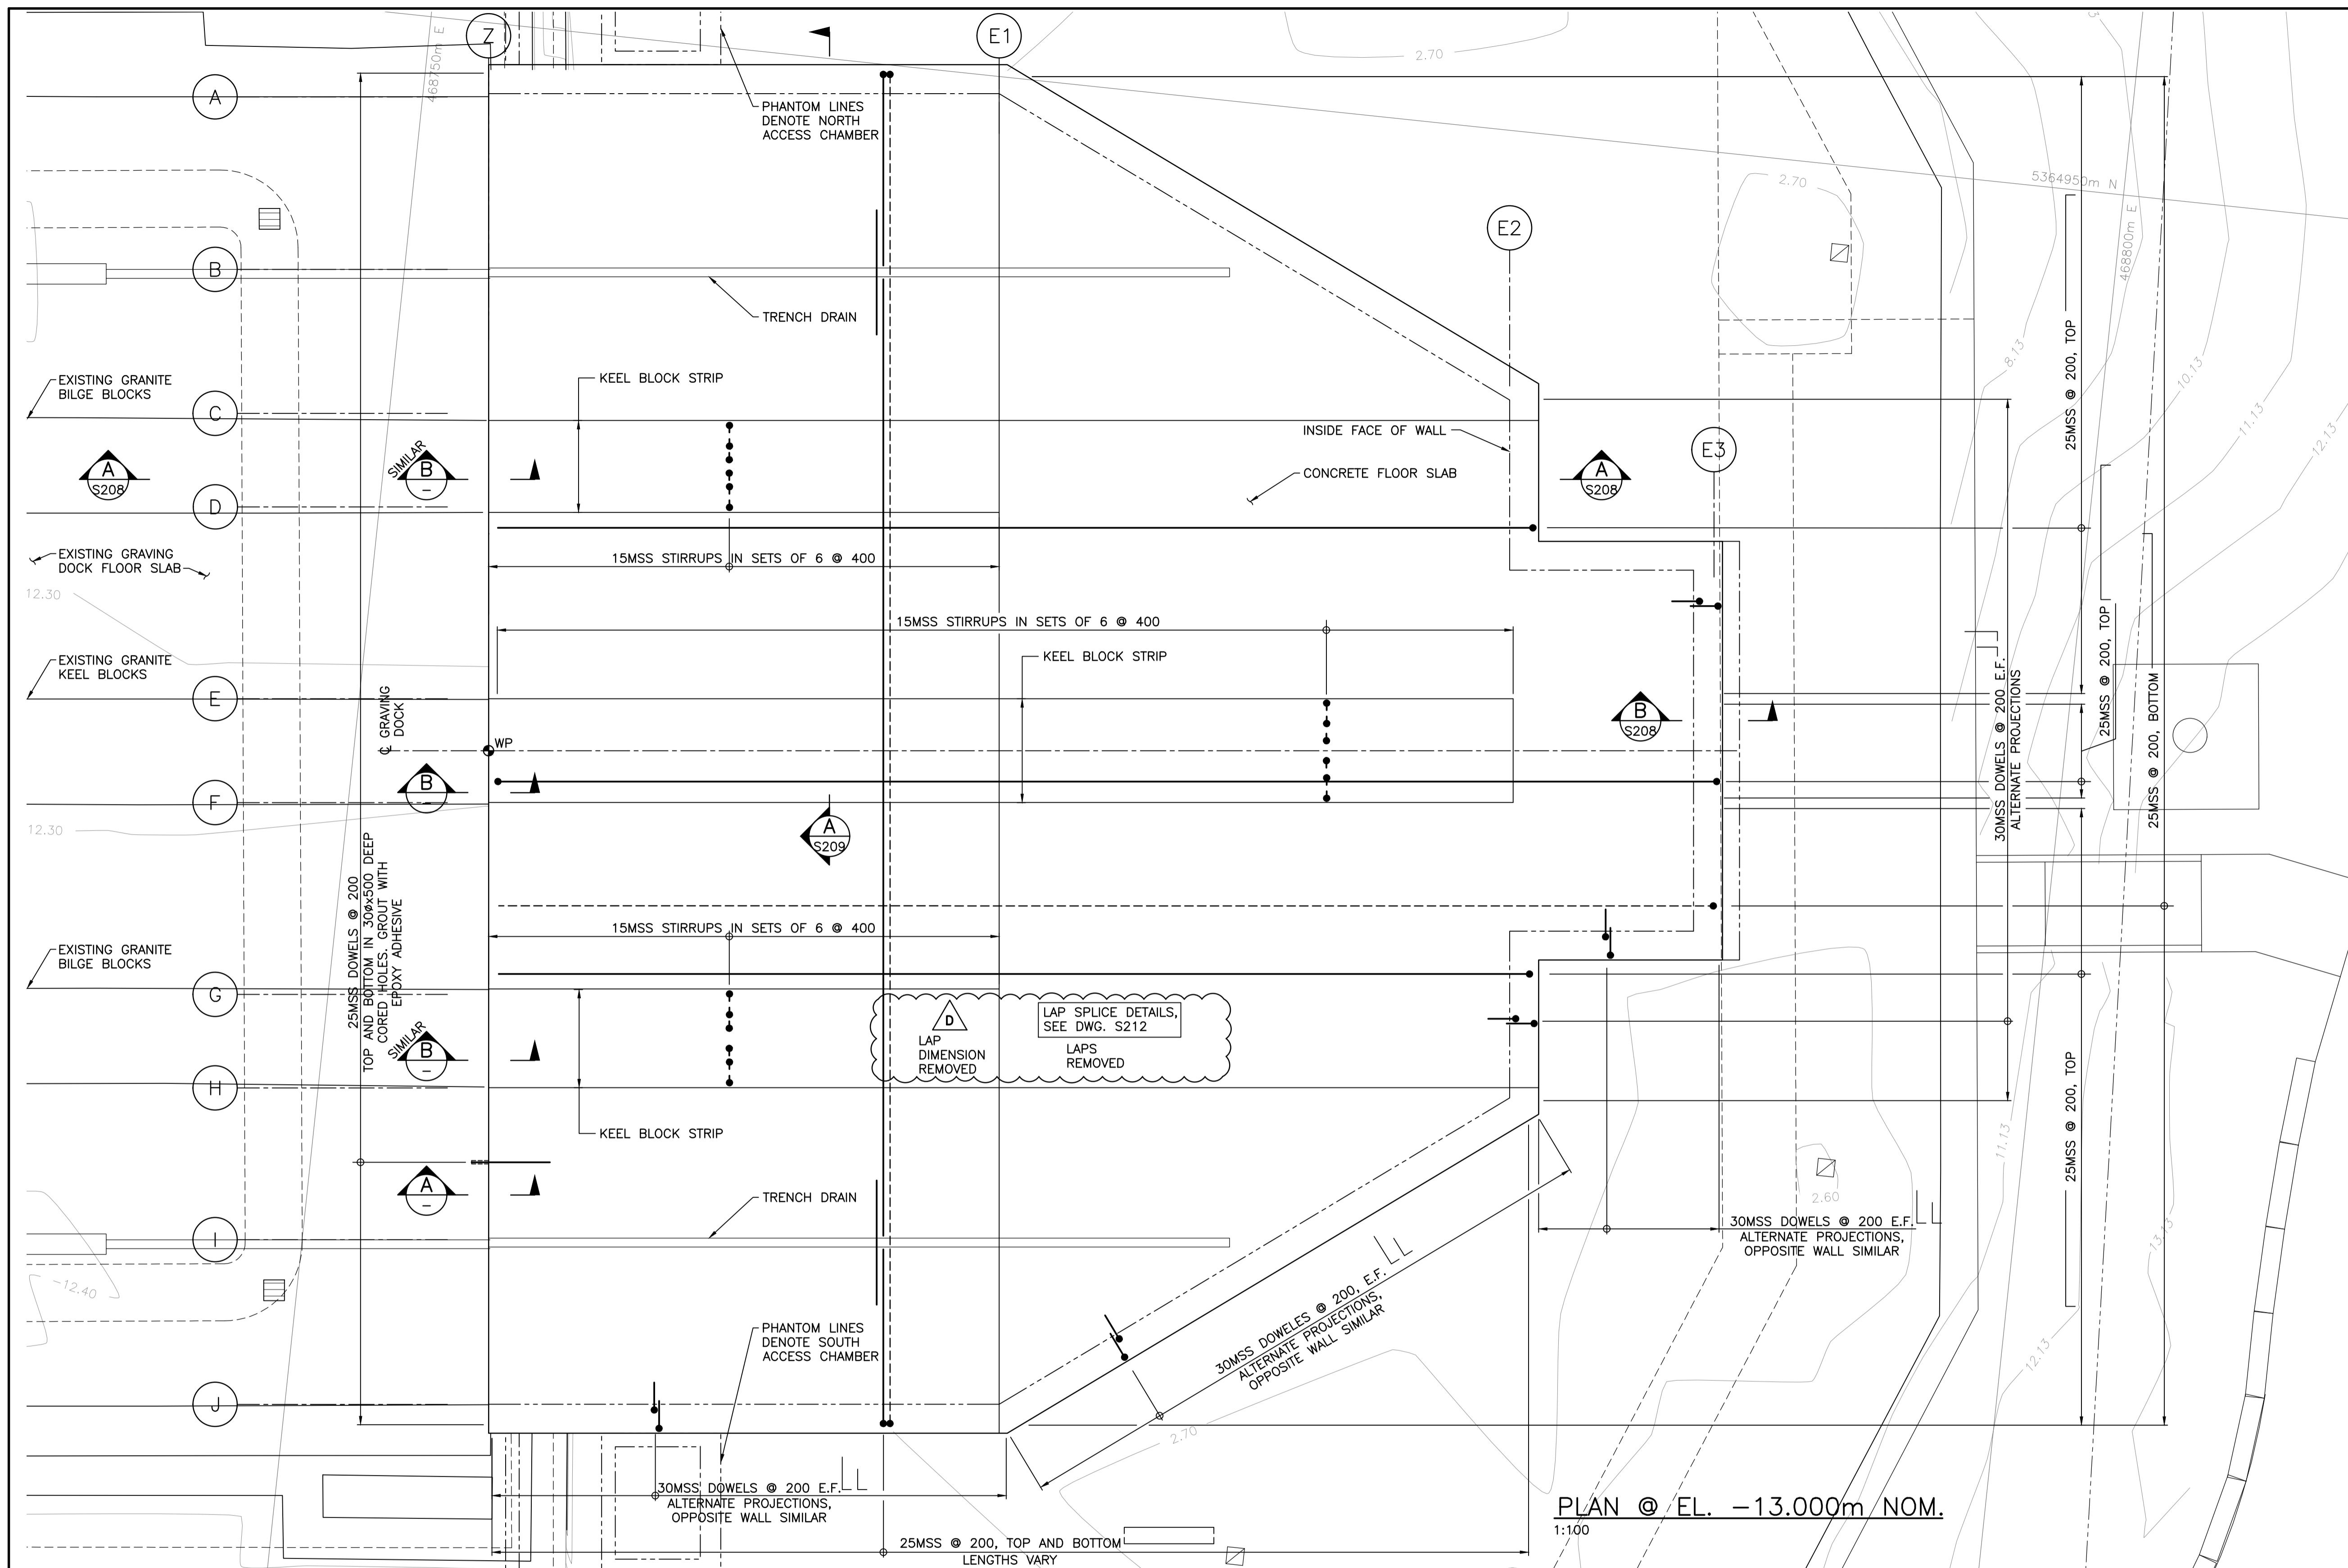 Z
E1
468750m E
2.70
A
PHANTOM LINES
DENOTE NORTH
ACCESS CHAMBER
2.70
5364950m N
468800m E
E2
B
TRENCH DRAIN
8.13
10.13
11.13
12.13
25MSS @ 200, TOP
EXISTING GRANITE
BILGE BLOCKS
KEEL BLOCK STRIP
C
INSIDE FACE OF WALL
E3
A
S208
SIMILAR
B
–
CONCRETE FLOOR SLAB
A
S208
D
EXISTING GRAVING
DOCK FLOOR SLAB
15MSS STIRRUPS IN SETS OF 6 @ 400
12.30
15MSS STIRRUPS IN SETS OF 6 @ 400
EXISTING GRANITE
KEEL BLOCKS
KEEL BLOCK STRIP
E
℄ GRAVING
DOCK
WP
B
S208
30MSS DOWELS @ 200 E.F.
ALTERNATE PROJECTIONS
25MSS @ 200, TOP
25MSS @ 200, BOTTOM
B
F
12.30
A
S209
25MSS DOWELS @ 200
TOP AND BOTTOM IN 30øx500 DEEP
CORED HOLES. GROUT WITH
EPOXY ADHESIVE
15MSS STIRRUPS IN SETS OF 6 @ 400
EXISTING GRANITE
BILGE BLOCKS
G
D
LAP
DIMENSION
REMOVED
LAP SPLICE DETAILS,
SEE DWG. S212
LAPS
REMOVED
SIMILAR
B
–
H
KEEL BLOCK STRIP
25MSS @ 200, TOP
11.13
A
–
TRENCH DRAIN
2.60
30MSS DOWELS @ 200 E.F.
ALTERNATE PROJECTIONS,
OPPOSITE WALL SIMILAR
13.13
I
-12.40
30MSS DOWELES @ 200, E.F.
ALTERNATE PROJECTIONS,
OPPOSITE WALL SIMILAR
PHANTOM LINES
DENOTE SOUTH
ACCESS CHAMBER
12.13
J
2.70
30MSS DOWELS @ 200 E.F.
ALTERNATE PROJECTIONS,
OPPOSITE WALL SIMILAR
PLAN @ EL. -13.000m NOM.
1:100
25MSS @ 200, TOP AND BOTTOM
LENGTHS VARY